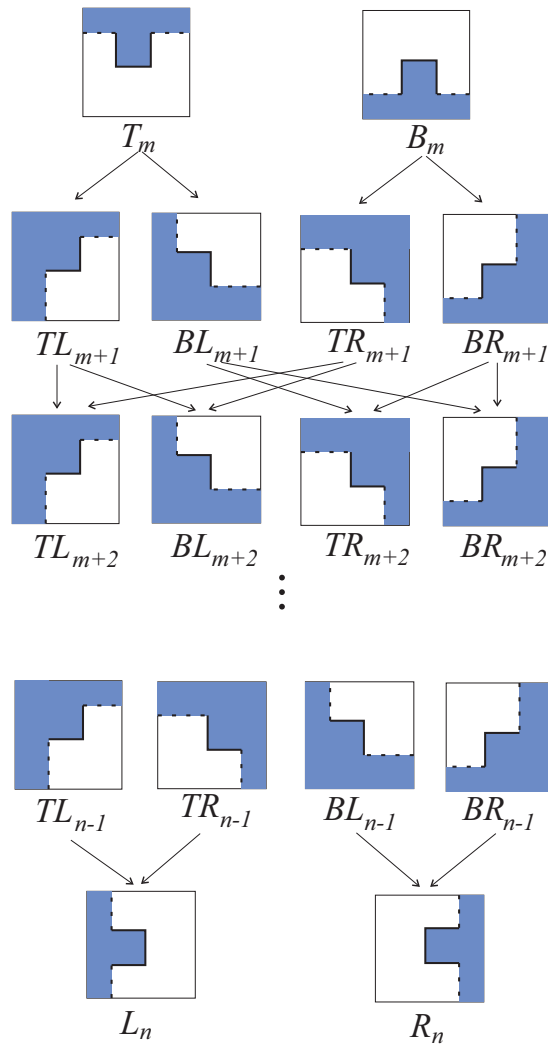 T_m B_m
TL_{m+1} BL_{m+1} TR_{m+1} BR_{m+1}
TL_{m+2} BL_{m+2} TR_{m+2} BR_{m+2}
⋮
TL_{n-1} TR_{n-1} BL_{n-1} BR_{n-1}
L_n R_n